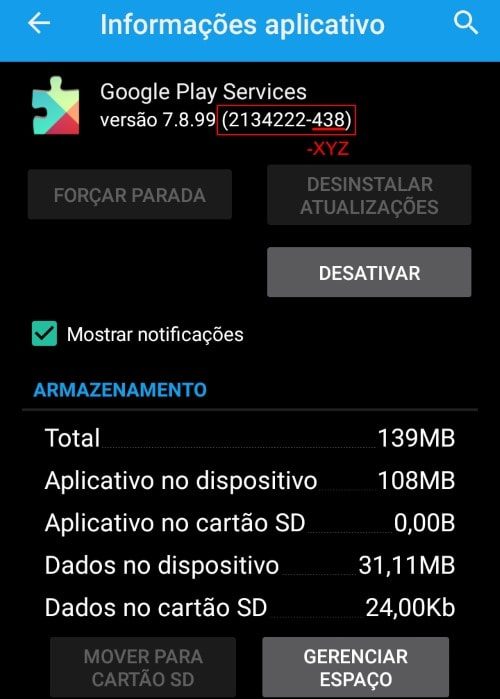 Informações aplicativo
Google Play Services
versão 7.8.99 (2134222-438)
-XYZ
FORÇAR PARADA
DESINSTALAR
ATUALIZAÇÕES
DESATIVAR
Mostrar notificações
ARMAZENAMENTO
Total 139MB
Aplicativo no dispositivo 108MB
Aplicativo no cartão SD 0,00B
Dados no dispositivo 31,11MB
Dados no cartão SD 24,00Kb
MOVER PARA
CARTÃO SD
GERENCIAR
ESPAÇO